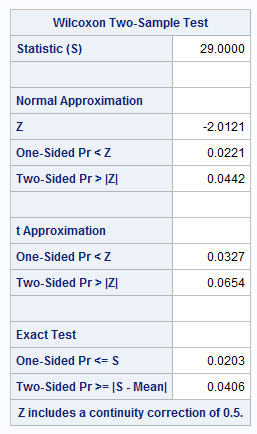 Wilcoxon Two-Sample Test
Statistic (S) 29.0000
Normal Approximation
Z -2.0121
One-Sided Pr < Z 0.0221
Two-Sided Pr > |Z| 0.0442
t Approximation
One-Sided Pr < Z 0.0327
Two-Sided Pr > |Z| 0.0654
Exact Test
One-Sided Pr <= S 0.0203
Two-Sided Pr >= |S - Mean| 0.0406
Z includes a continuity correction of 0.5.